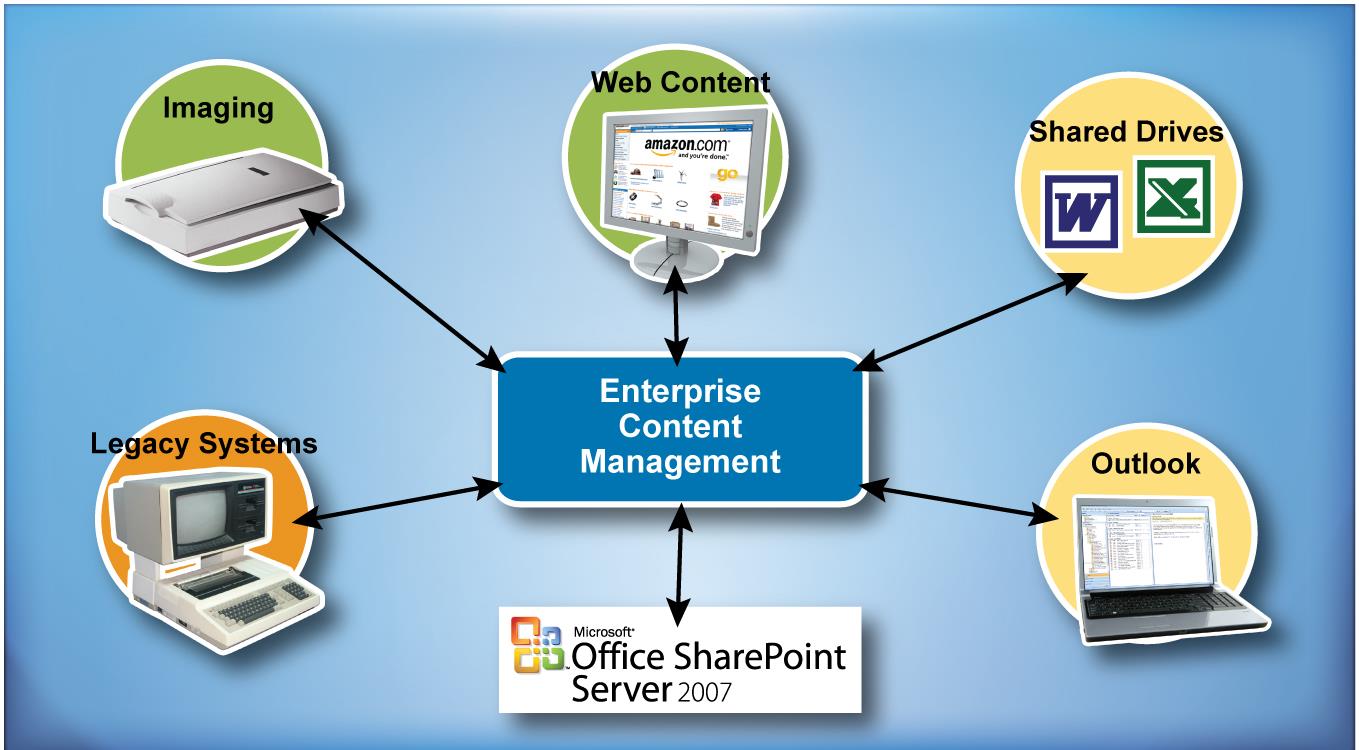 Imaging
Web Content
amazon.com
and you're done.™
go
Shared Drives
W
X
Enterprise
Content
Management
Legacy Systems
Outlook
Microsoft®
Office SharePoint
Server 2007